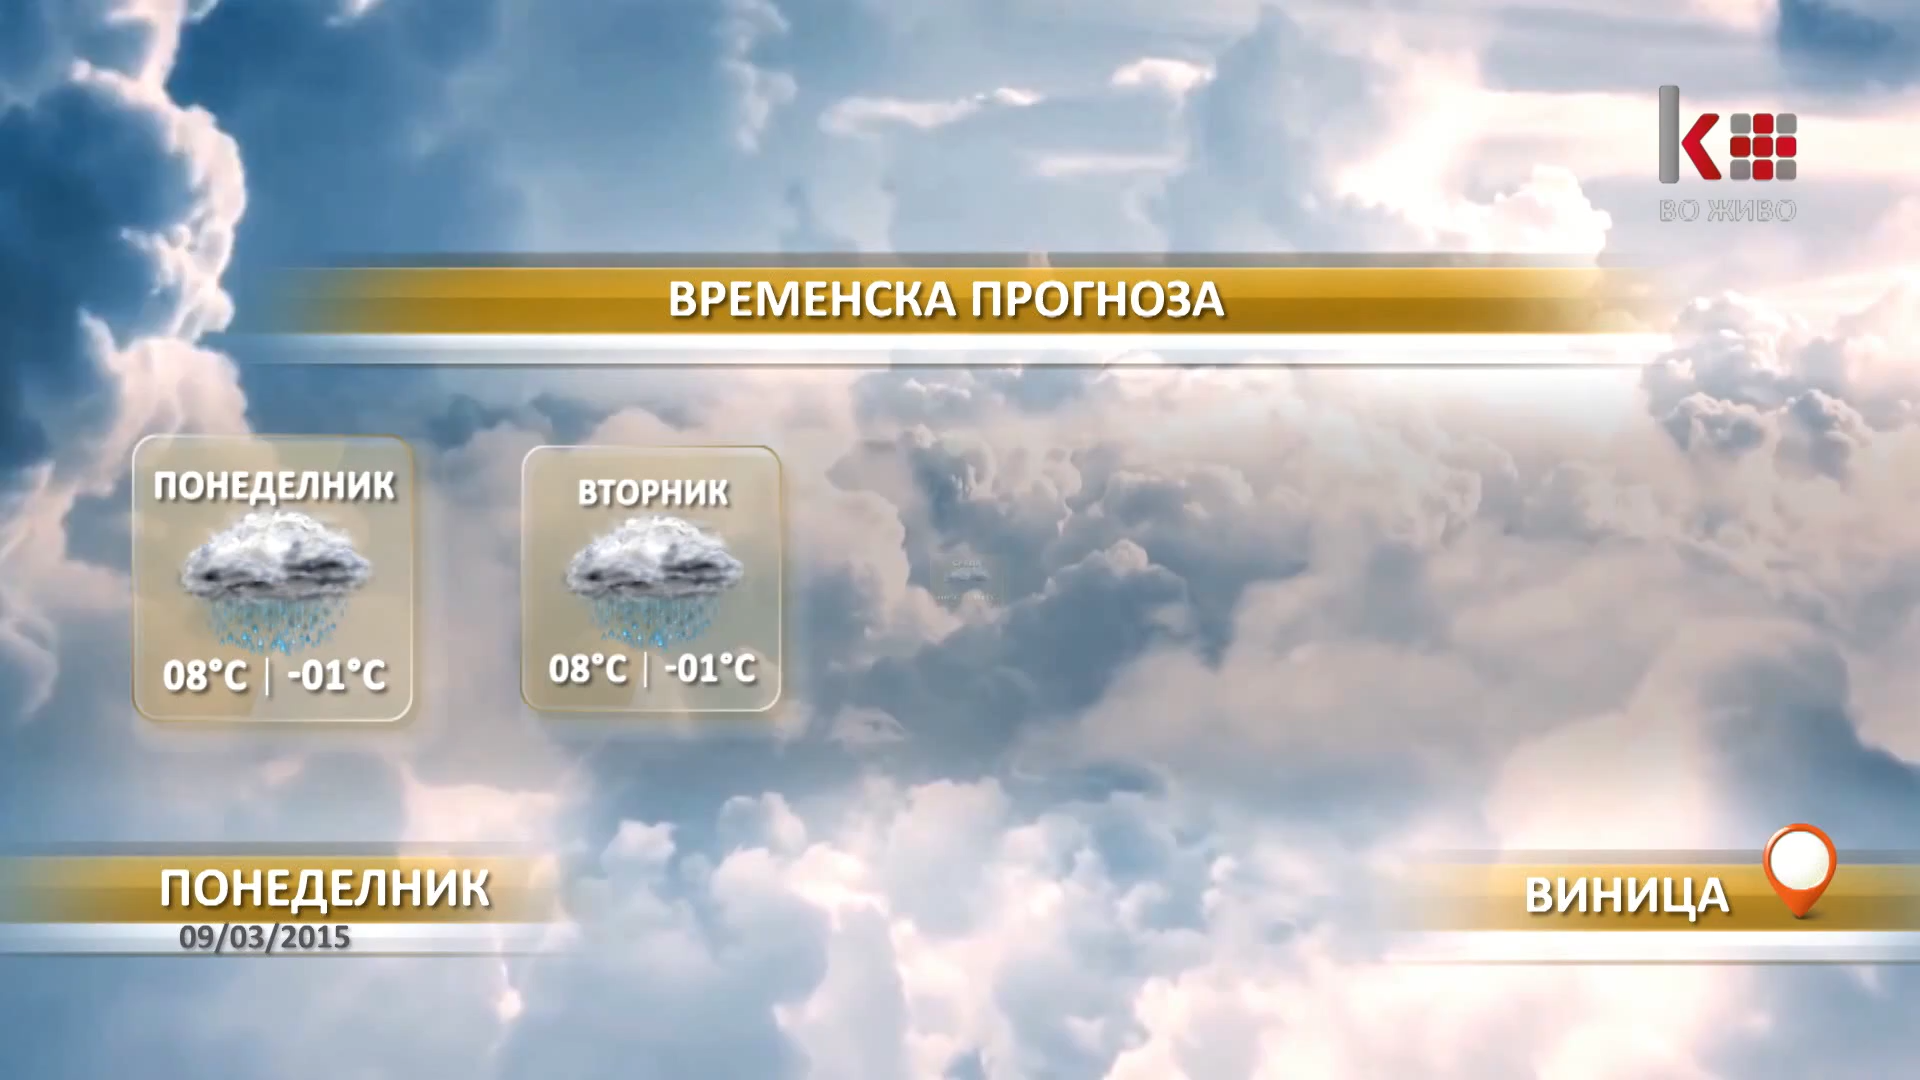 K
ВО ЖИВО
ВРЕМЕНСКА ПРОГНОЗА
ПОНЕДЕЛНИК
08°C | -01°C
ВТОРНИК
08°C | -01°C
ПОНЕДЕЛНИК
09/03/2015
ВИНИЦА